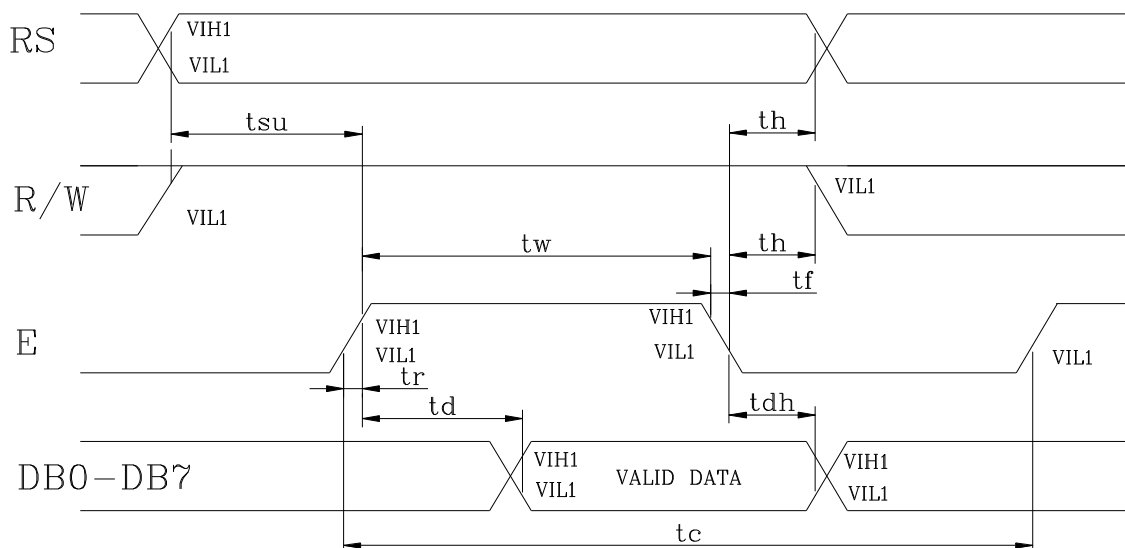 RS
VIH1
VIL1
tsu
th
R/W
VIL1
VIL1
tw
th
tf
E
VIH1
VIL1
VIH1
VIL1
VIL1
tr
td
tdh
DB0-DB7
VIH1
VIL1
VALID DATA
VIH1
VIL1
tc